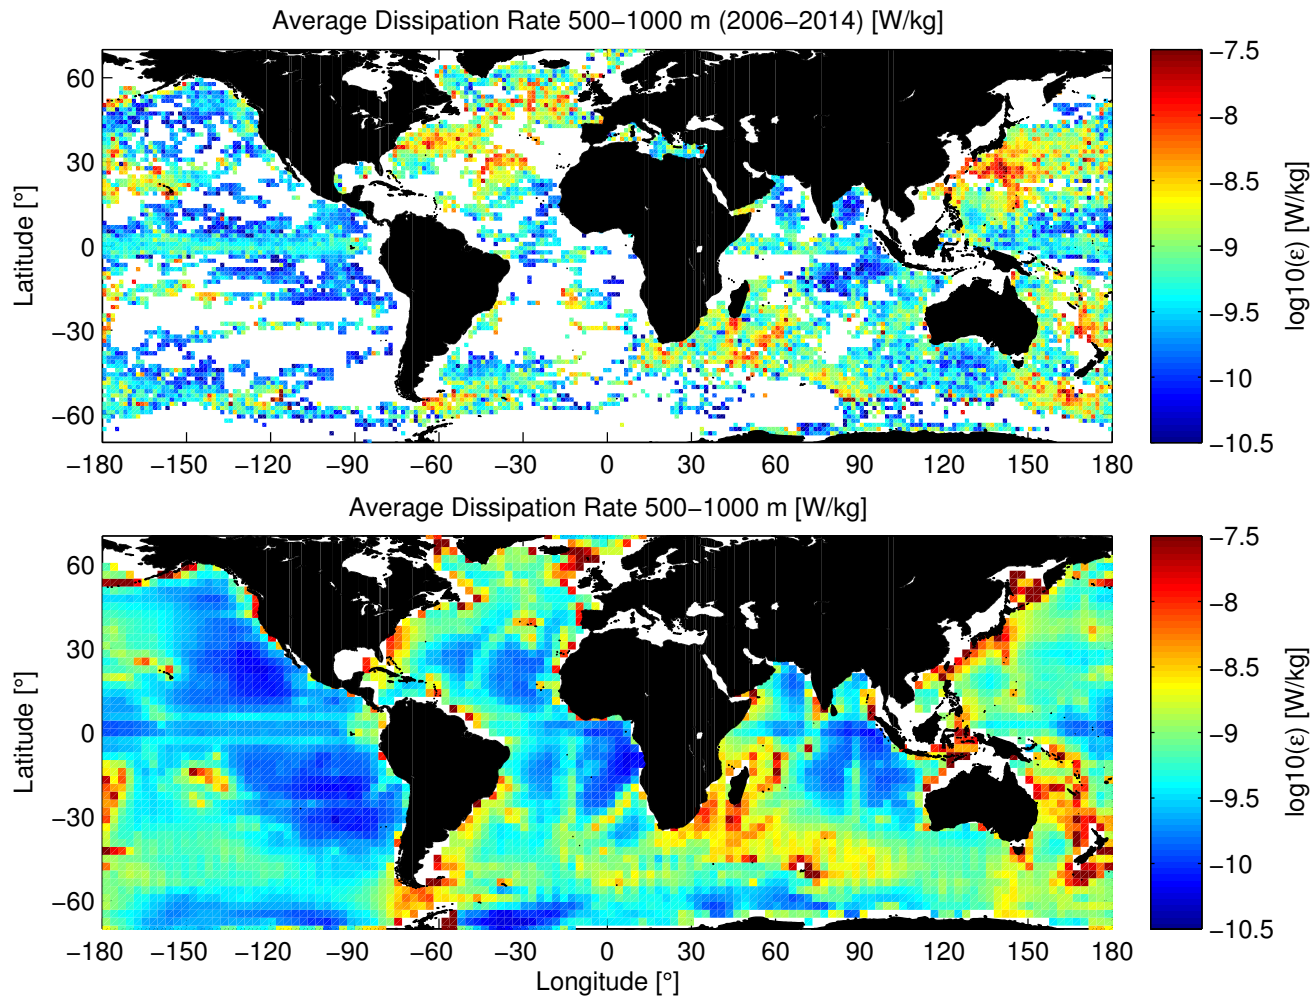 Average Dissipation Rate 500−1000 m (2006−2014) [W/kg]
60
30
0
−30
−60
Latitude [°]
−180 −150 −120 −90 −60 −30 0 30 60 90 120 150 180
−7.5
−8
−8.5
−9
−9.5
−10
−10.5
log10(ε) [W/kg]
Average Dissipation Rate 500−1000 m [W/kg]
60
30
0
−30
−60
Latitude [°]
−180 −150 −120 −90 −60 −30 0 30 60 90 120 150 180
Longitude [°]
−7.5
−8
−8.5
−9
−9.5
−10
−10.5
log10(ε) [W/kg]